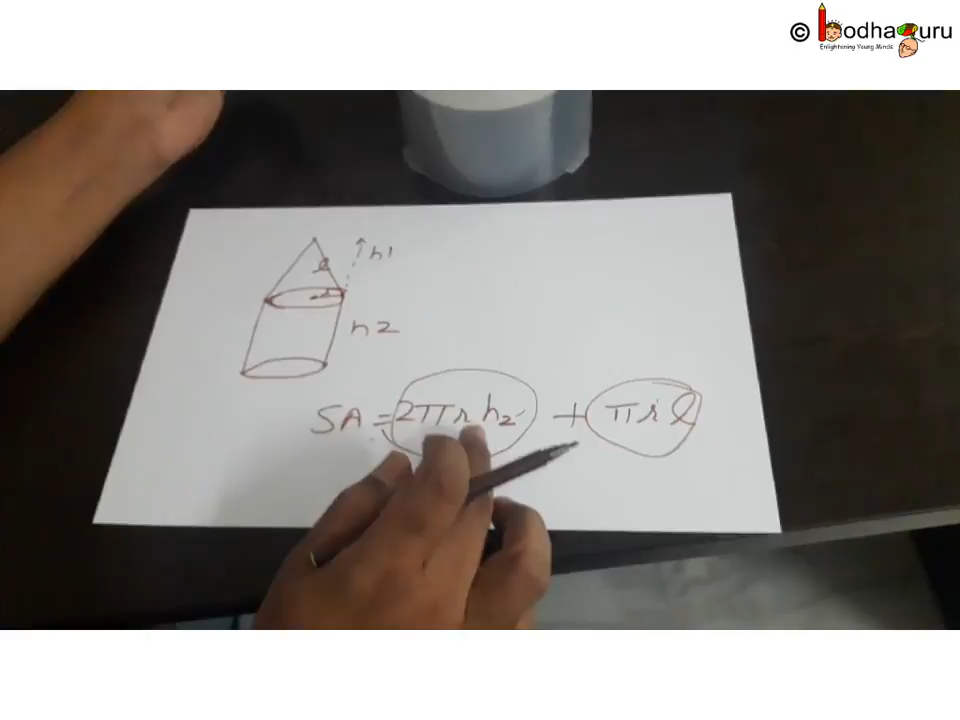 © BodhaGuru
Enlightening Young Minds
h1
l
r
h2
SA = 2πrh₂ + πrl